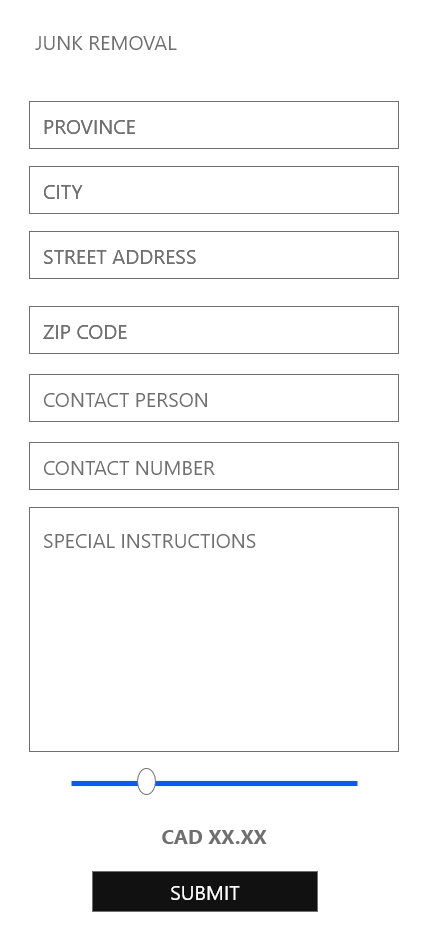 JUNK REMOVAL
PROVINCE
CITY
STREET ADDRESS
ZIP CODE
CONTACT PERSON
CONTACT NUMBER
SPECIAL INSTRUCTIONS
CAD XX.XX
SUBMIT